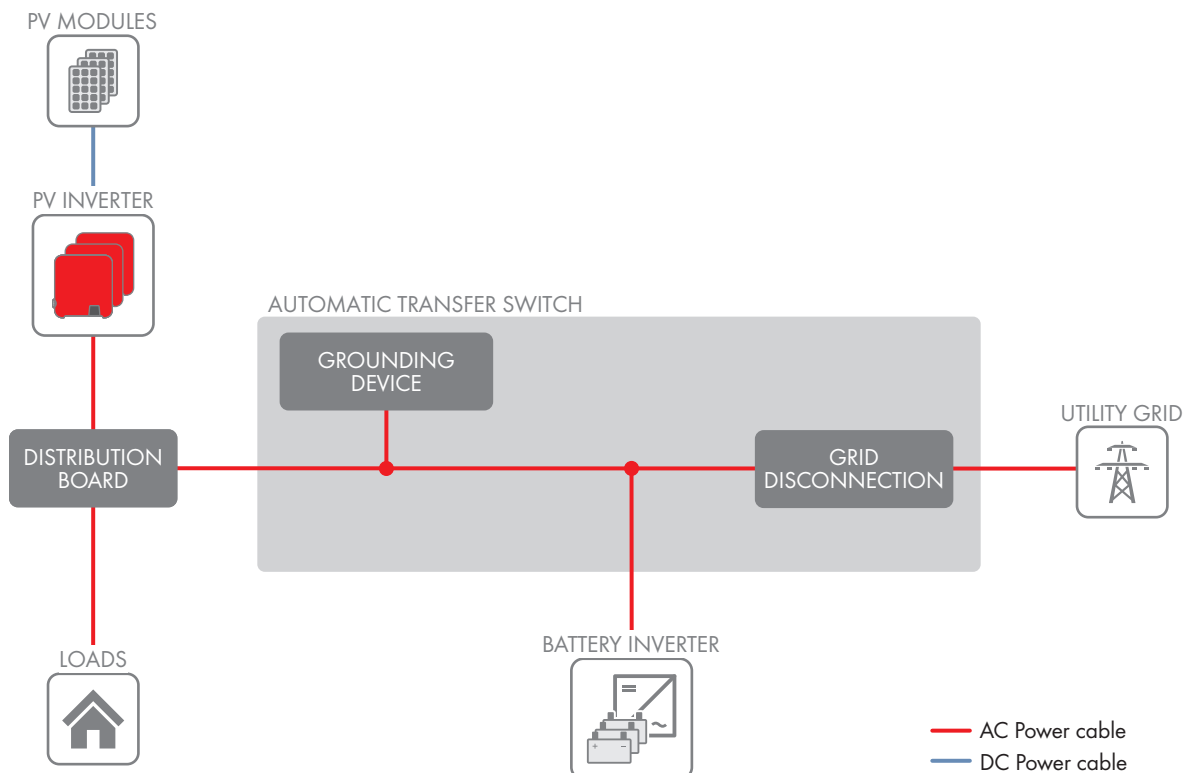 PV MODULES
PV INVERTER
AUTOMATIC TRANSFER SWITCH
GROUNDING
DEVICE
UTILITY GRID
DISTRIBUTION
BOARD
GRID
DISCONNECTION
LOADS
BATTERY INVERTER
AC Power cable
DC Power cable